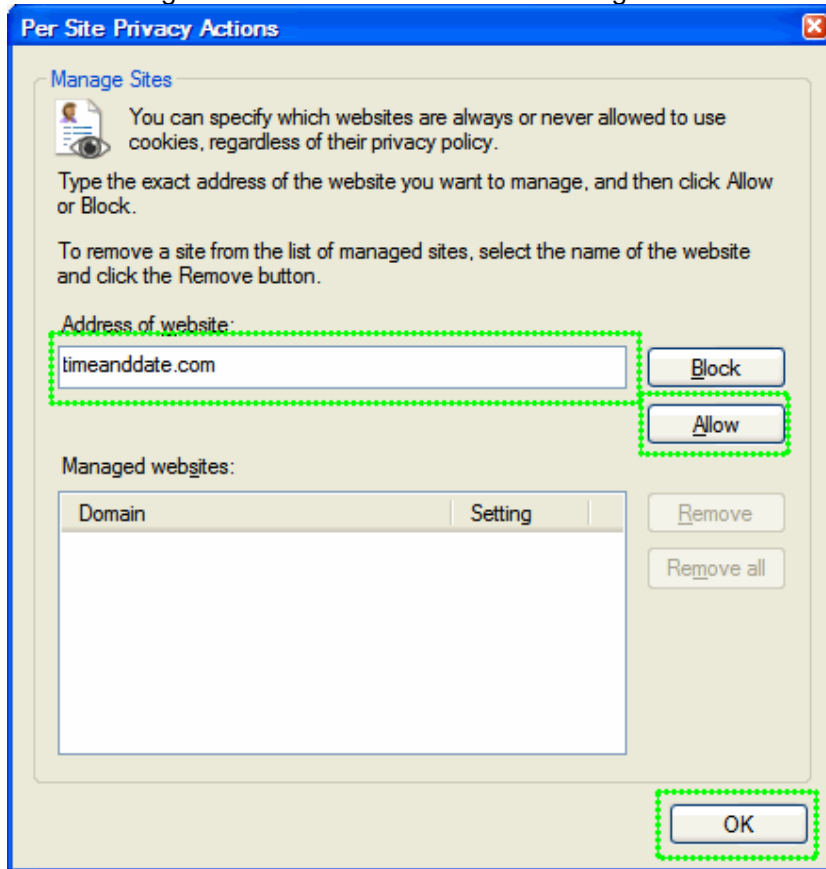 Per Site Privacy Actions
Manage Sites
You can specify which websites are always or never allowed to use
cookies, regardless of their privacy policy.
Type the exact address of the website you want to manage, and then click Allow
or Block.
To remove a site from the list of managed sites, select the name of the website
and click the Remove button.
Address of website:
timeanddate.com
Block
Allow
Managed websites:
Domain Setting
Remove
Remove all
OK